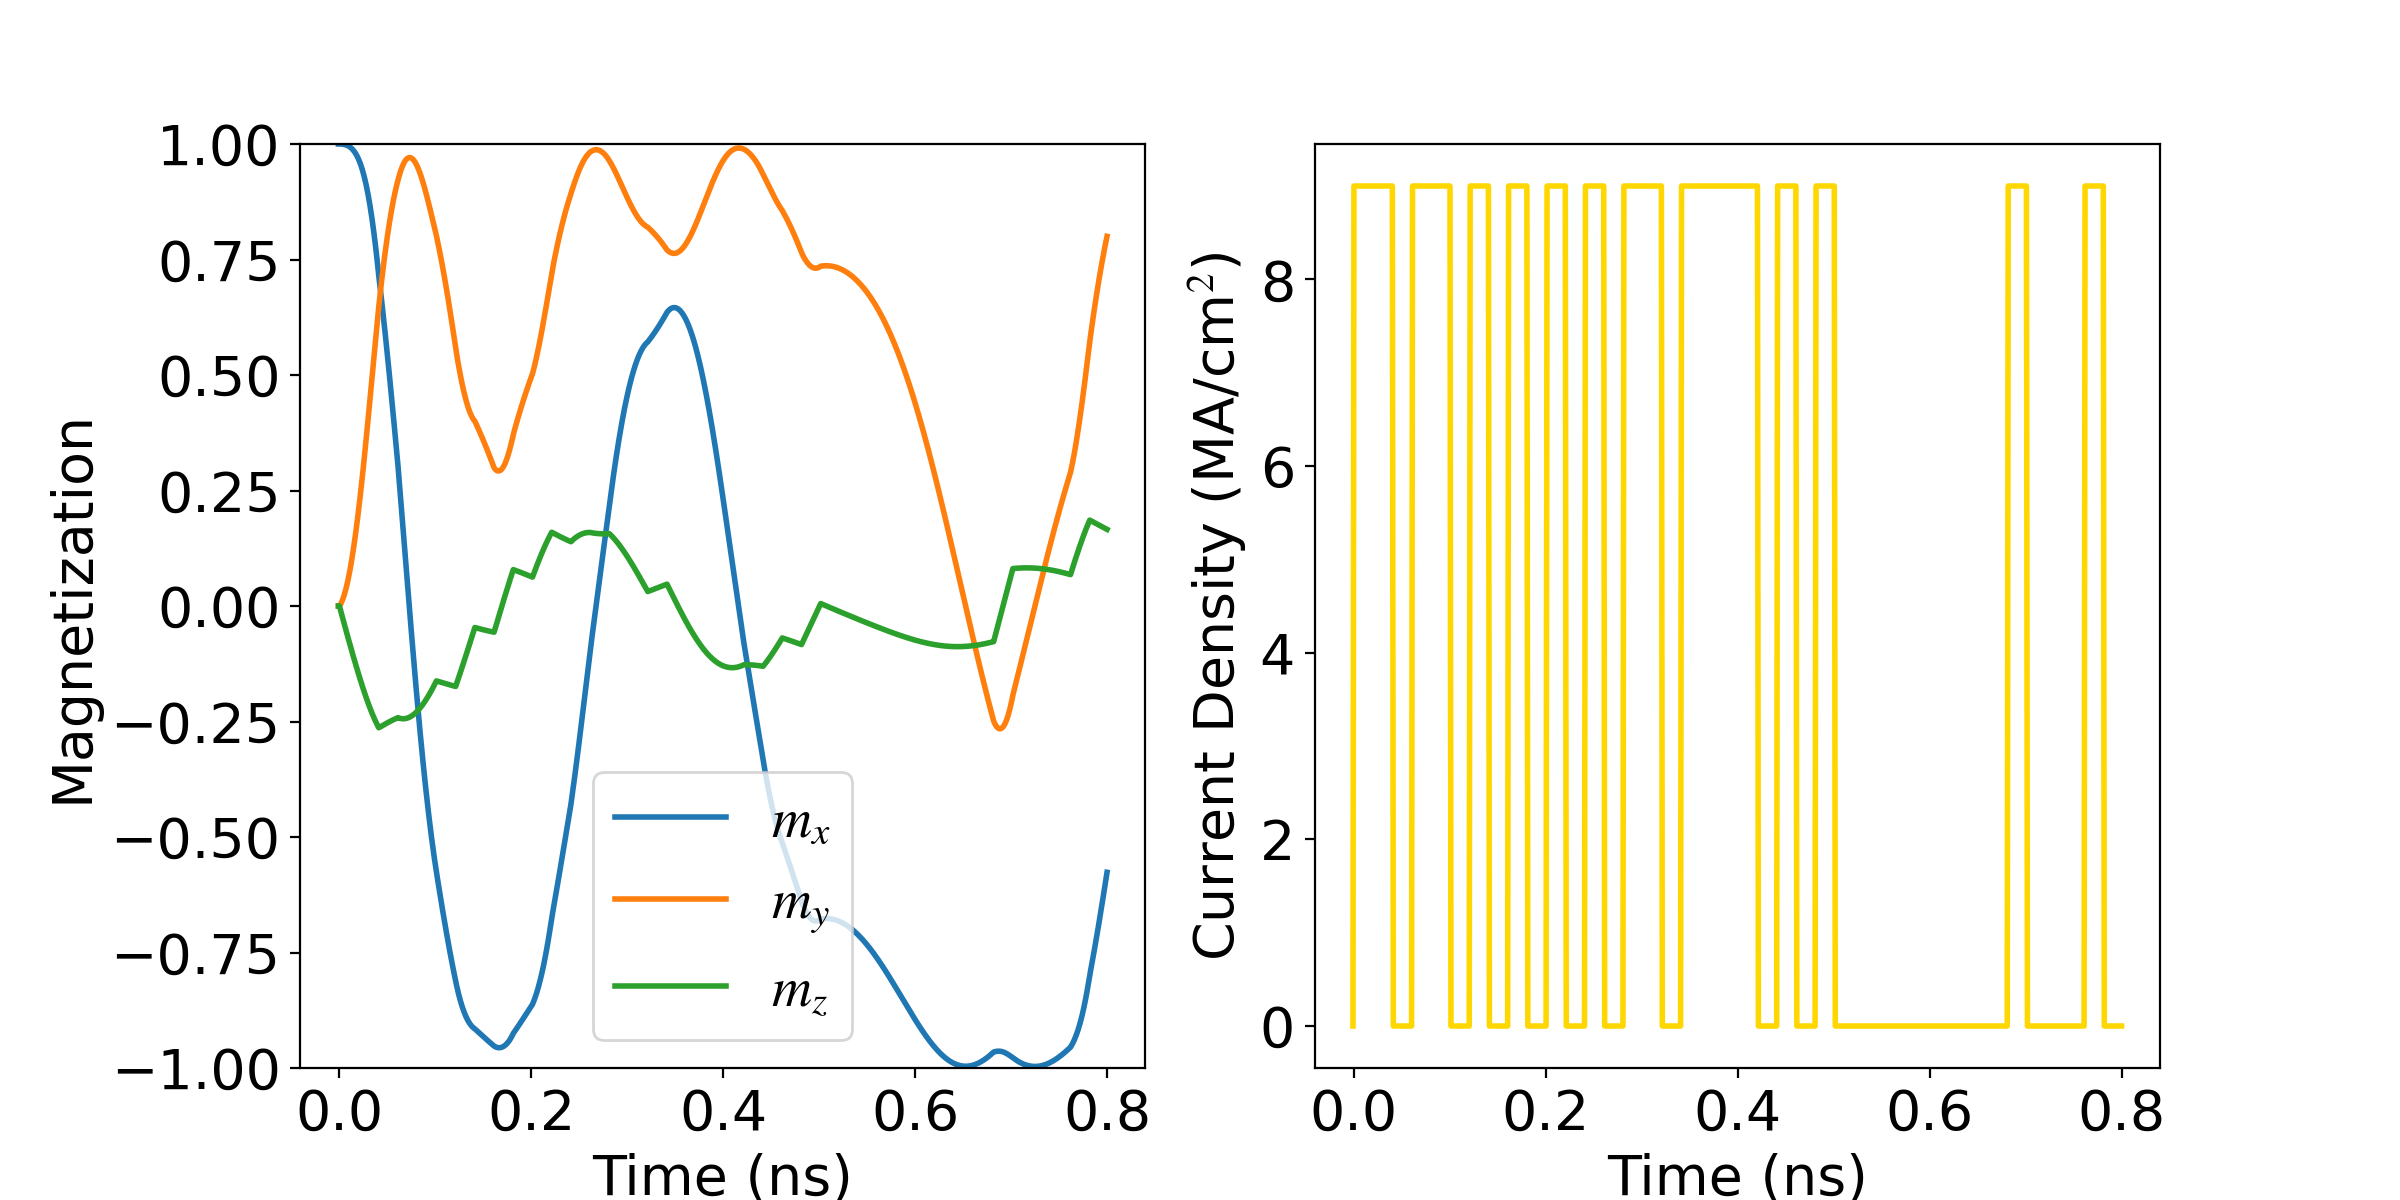 1.00
0.75
0.50
0.25
0.00
−0.25
−0.50
−0.75
−1.00
Magnetization
0.0 0.2 0.4 0.6 0.8
Time (ns)
m_x
m_y
m_z
8
6
4
2
0
Current Density (MA/cm²)
0.0 0.2 0.4 0.6 0.8
Time (ns)